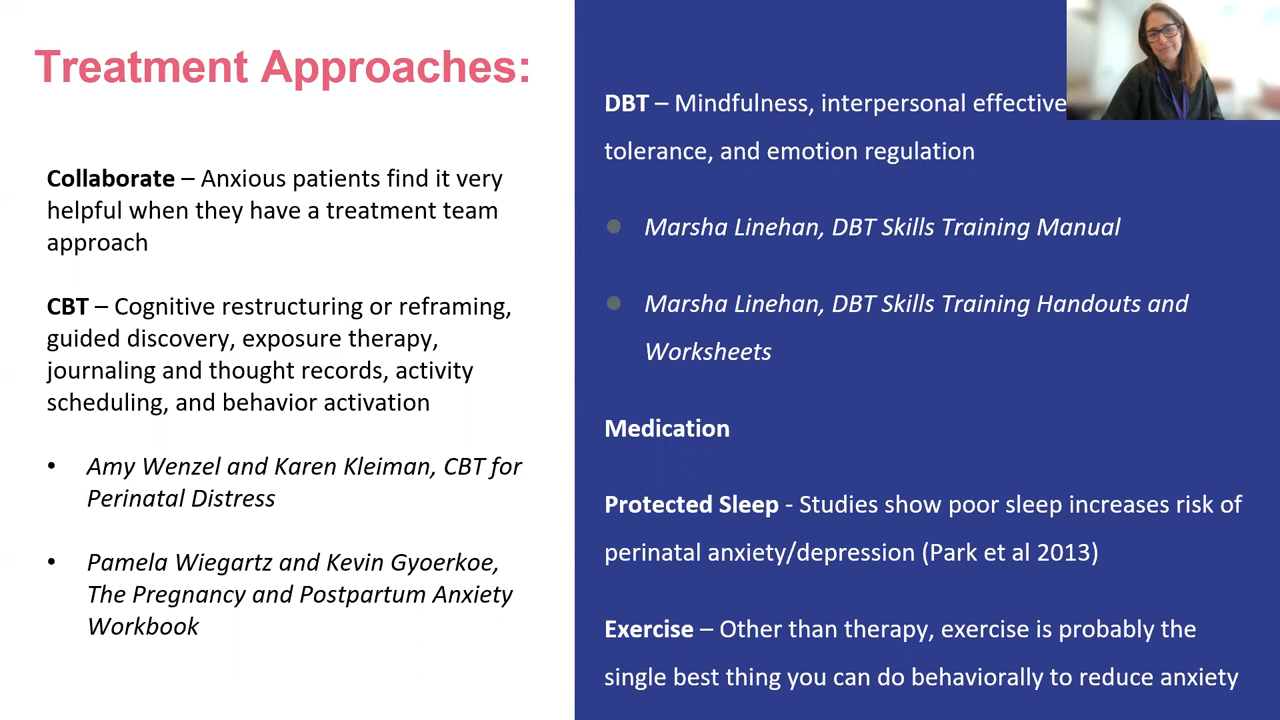 Treatment Approaches:
Collaborate – Anxious patients find it very
helpful when they have a treatment team
approach
CBT – Cognitive restructuring or reframing,
guided discovery, exposure therapy,
journaling and thought records, activity
scheduling, and behavior activation
• Amy Wenzel and Karen Kleiman, CBT for
Perinatal Distress
• Pamela Wiegartz and Kevin Gyoerkoe,
The Pregnancy and Postpartum Anxiety
Workbook
DBT – Mindfulness, interpersonal effective
tolerance, and emotion regulation
• Marsha Linehan, DBT Skills Training Manual
• Marsha Linehan, DBT Skills Training Handouts and
Worksheets
Medication
Protected Sleep - Studies show poor sleep increases risk of
perinatal anxiety/depression (Park et al 2013)
Exercise – Other than therapy, exercise is probably the
single best thing you can do behaviorally to reduce anxiety